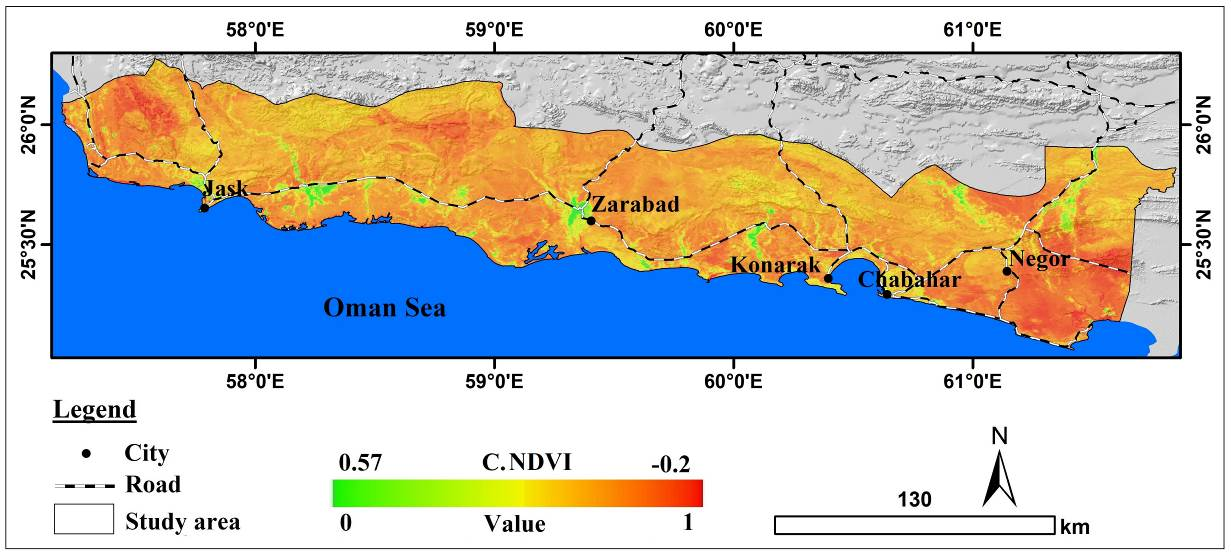 58°0'E 59°0'E 60°0'E 61°0'E
26°0'N
26°0'N
Jask
Zarabad
25°30'N
25°30'N
Konarak
Negor
Chabahar
Oman Sea
58°0'E 59°0'E 60°0'E 61°0'E
Legend
City
Road
Study area
0.57 C.NDVI -0.2
0 Value 1
N
130
km